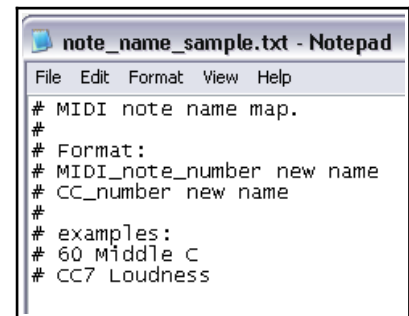 note_name_sample.txt - Notepad
File Edit Format View Help
# MIDI note name map.
#
# Format:
# MIDI_note_number new name
# CC_number new name
#
# examples:
# 60 Middle C
# CC7 Loudness